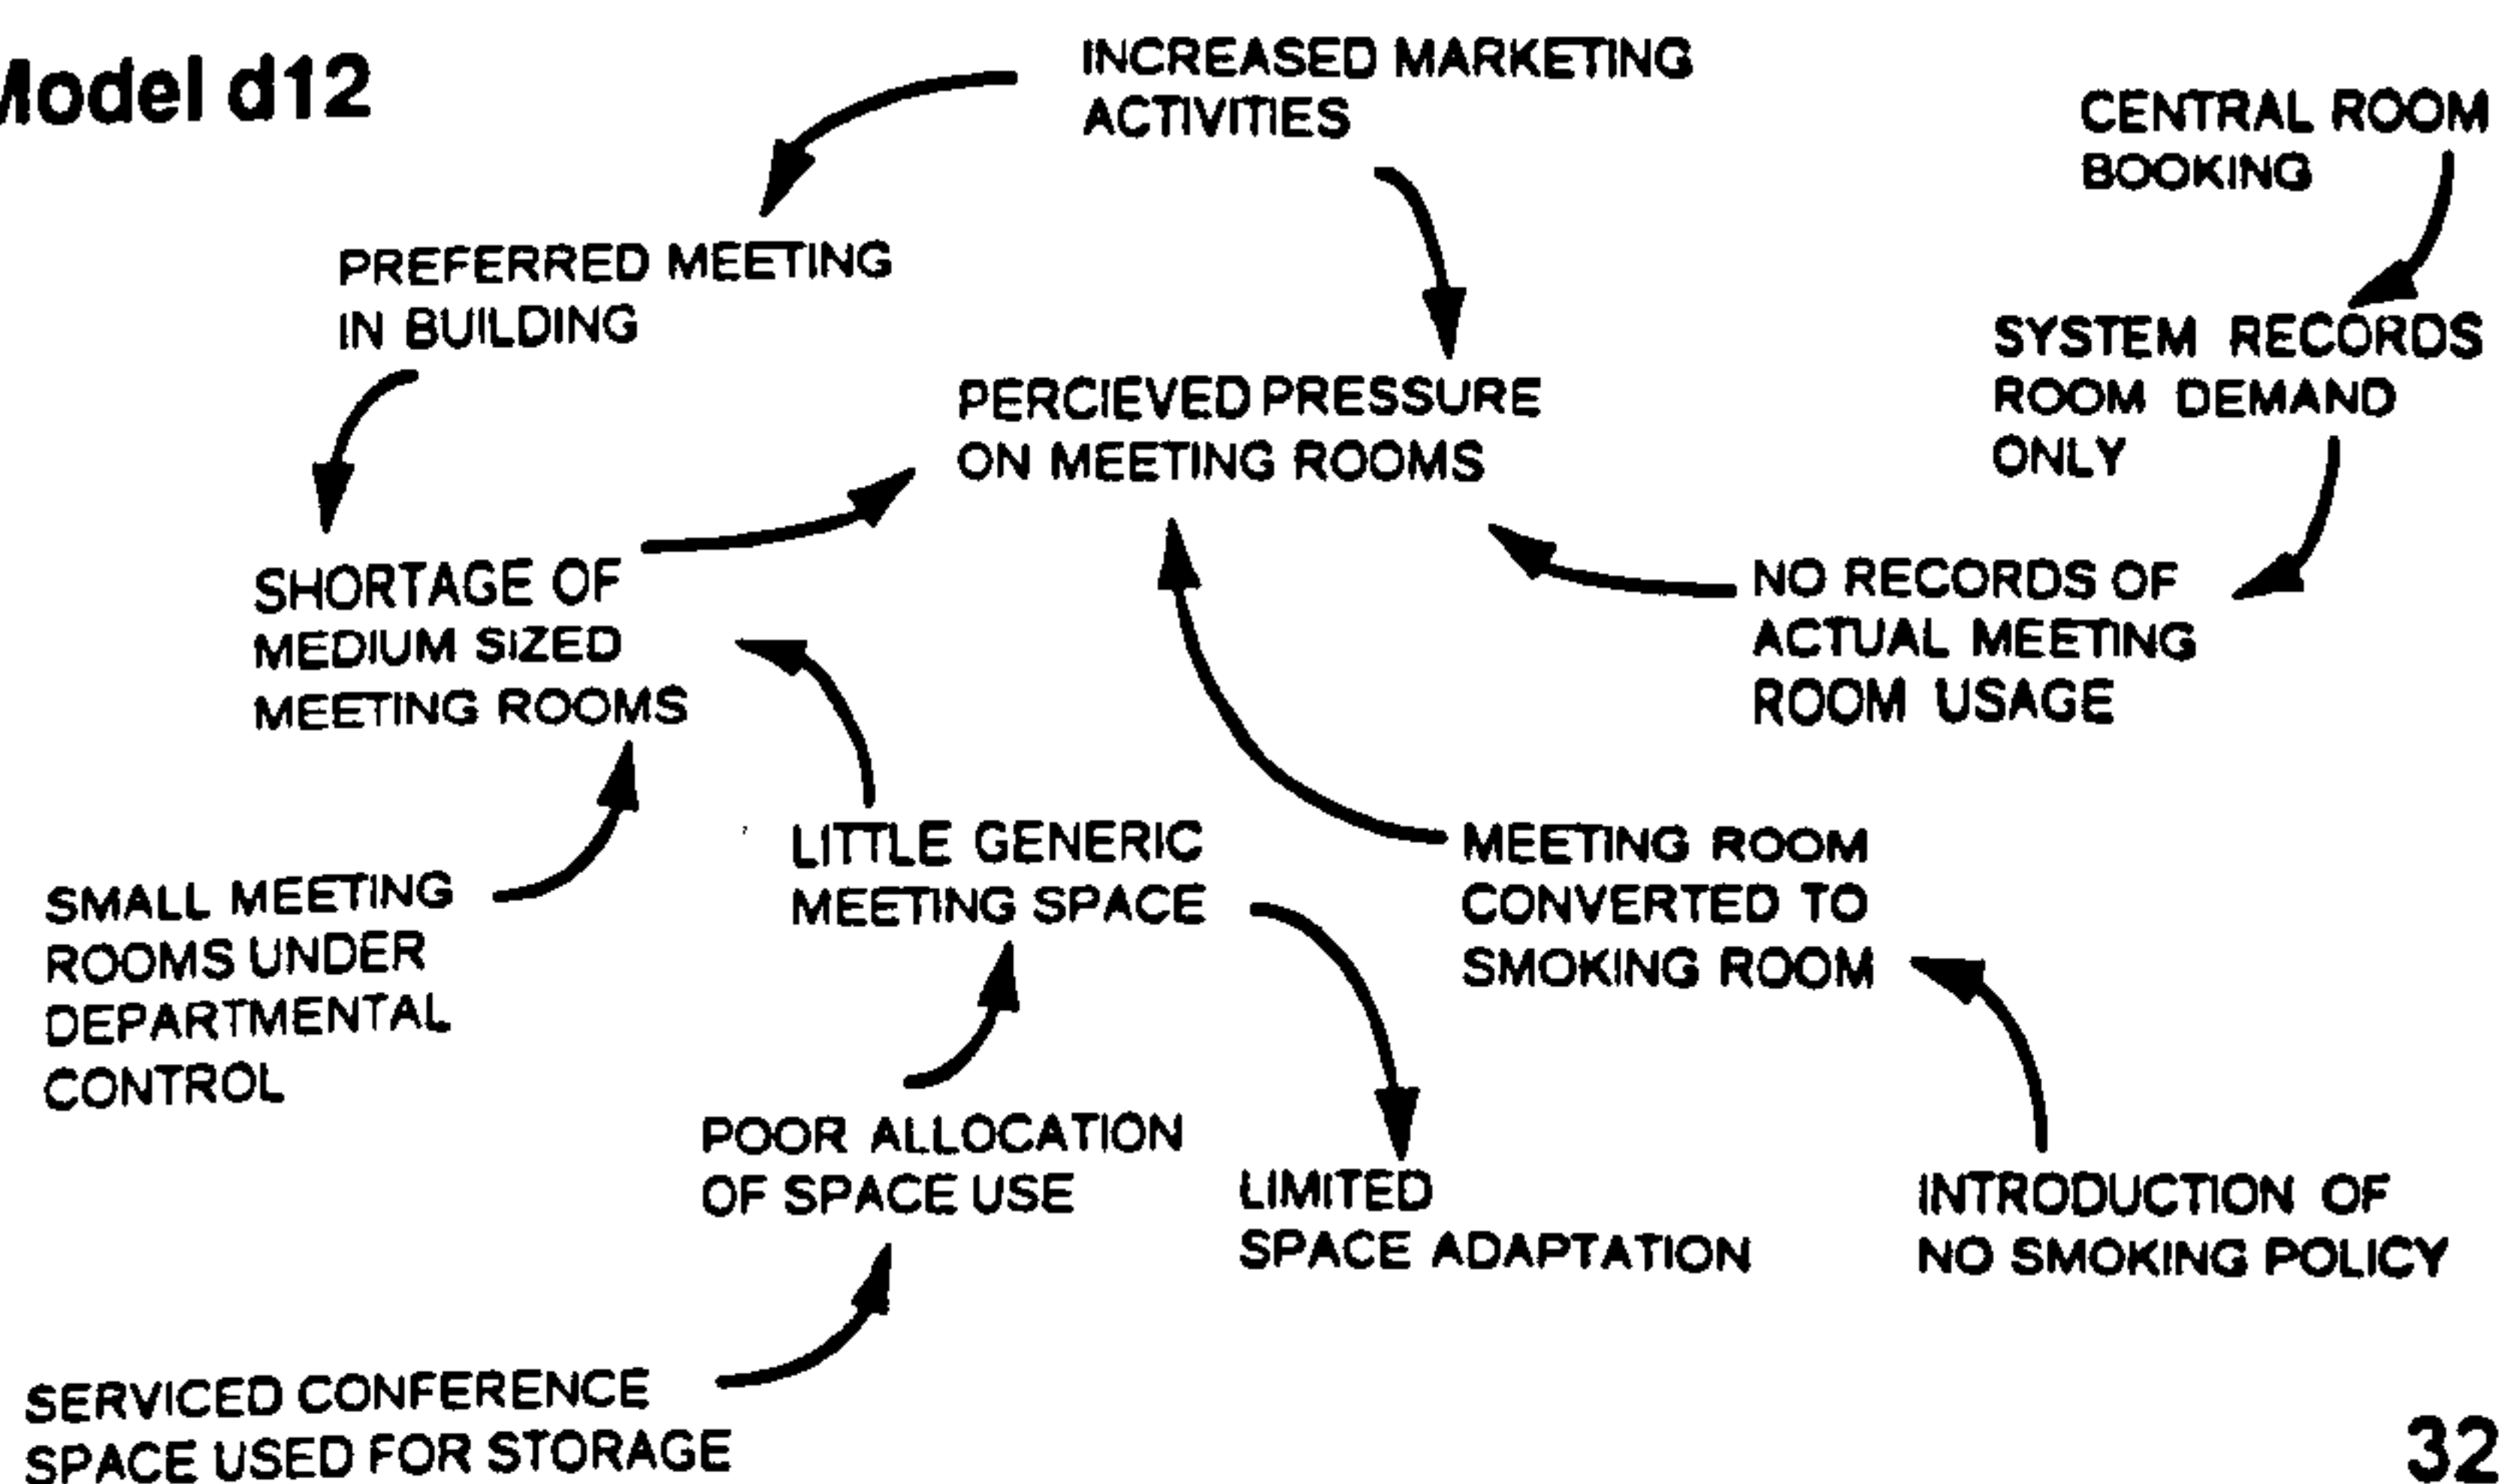 Model d12
INCREASED MARKETING
ACTIVITIES
CENTRAL ROOM
BOOKING
PREFERRED MEETING
IN BUILDING
SYSTEM RECORDS
ROOM DEMAND
ONLY
PERCIEVED PRESSURE
ON MEETING ROOMS
SHORTAGE OF
MEDIUM SIZED
MEETING ROOMS
NO RECORDS OF
ACTUAL MEETING
ROOM USAGE
LITTLE GENERIC
MEETING SPACE
MEETING ROOM
CONVERTED TO
SMOKING ROOM
SMALL MEETING
ROOMS UNDER
DEPARTMENTAL
CONTROL
POOR ALLOCATION
OF SPACE USE
LIMITED
SPACE ADAPTATION
INTRODUCTION OF
NO SMOKING POLICY
SERVICED CONFERENCE
SPACE USED FOR STORAGE
32